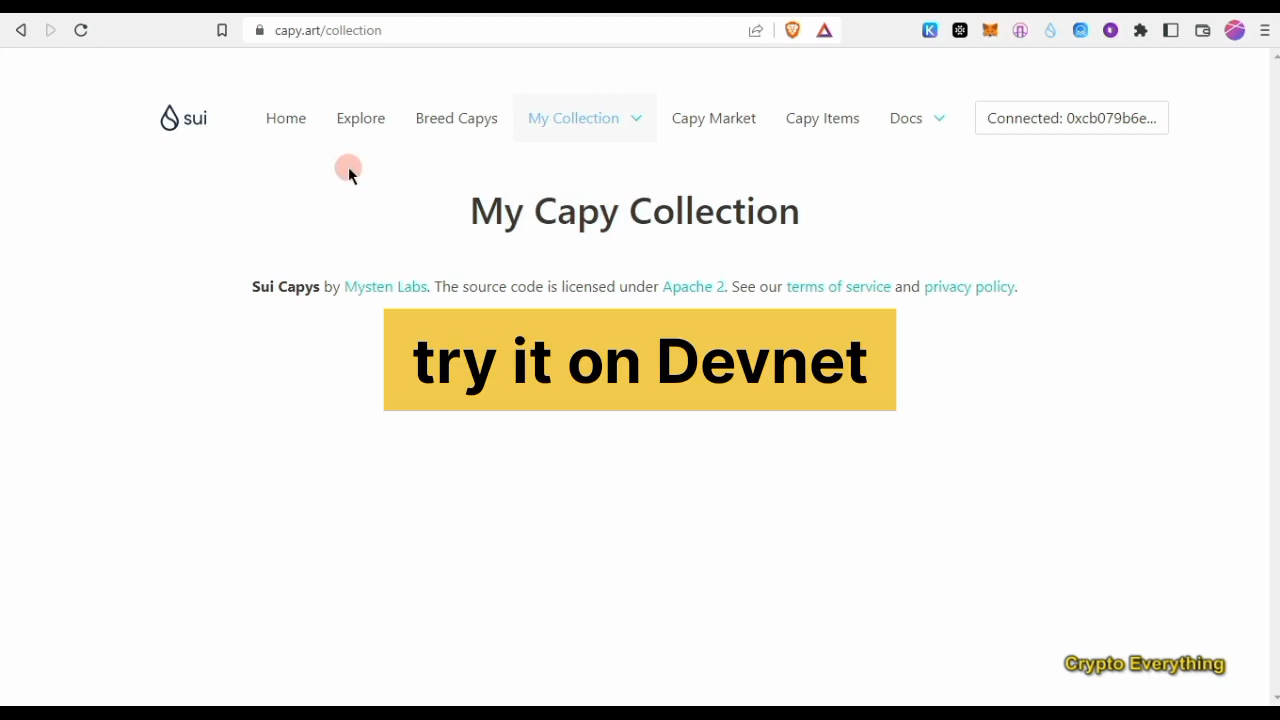 capy.art/collection
sui Home Explore Breed Capys My Collection Capy Market Capy Items Docs Connected: 0xcb079b6e...
My Capy Collection
Sui Capys by Mysten Labs. The source code is licensed under Apache 2. See our terms of service and privacy policy.
try it on Devnet
Crypto Everything